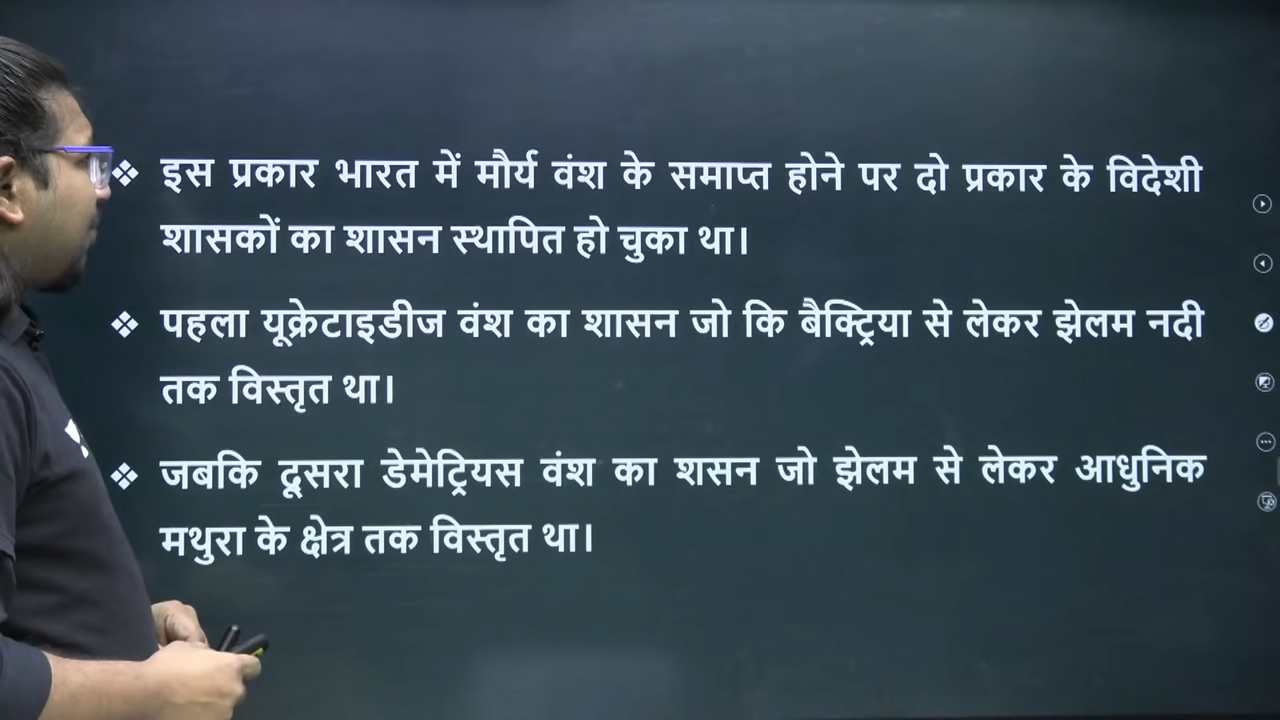 ❖ इस प्रकार भारत में मौर्य वंश के समाप्त होने पर दो प्रकार के विदेशी
शासकों का शासन स्थापित हो चुका था।
❖ पहला यूक्रेटाइडीज वंश का शासन जो कि बैक्ट्रिया से लेकर झेलम नदी
तक विस्तृत था।
❖ जबकि दूसरा डेमेट्रियस वंश का शसन जो झेलम से लेकर आधुनिक
मथुरा के क्षेत्र तक विस्तृत था।